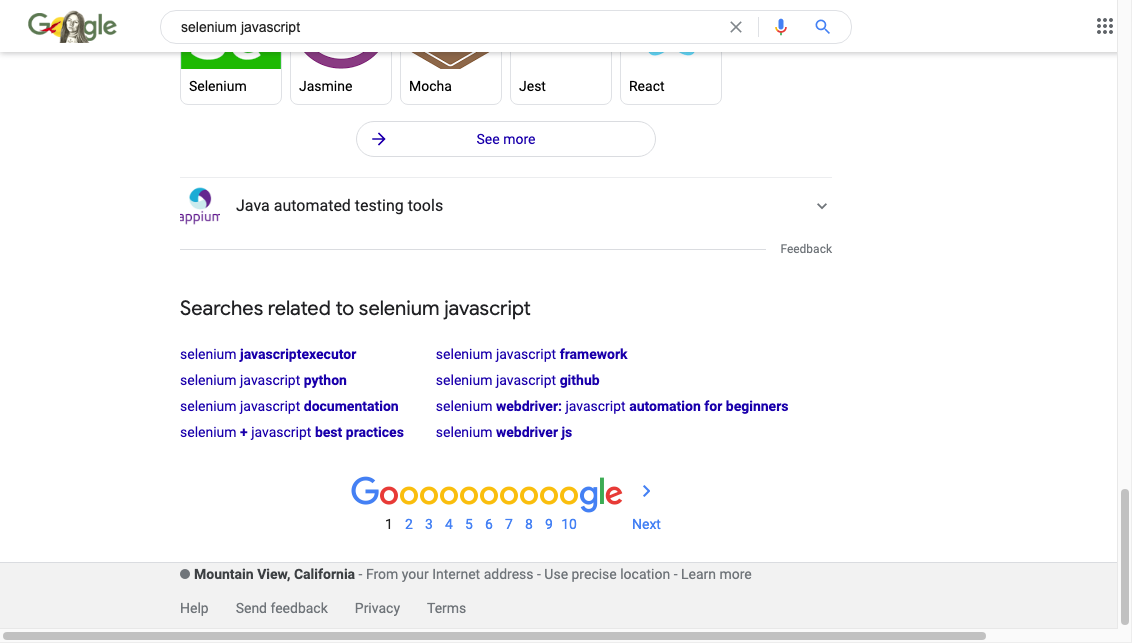 Google
selenium javascript
Selenium
Jasmine
Mocha
Jest
React
See more
appium
Java automated testing tools
Feedback
Searches related to selenium javascript
selenium javascriptexecutor
selenium javascript framework
selenium javascript python
selenium javascript github
selenium javascript documentation
selenium webdriver: javascript automation for beginners
selenium + javascript best practices
selenium webdriver js
Goooooooooogle
1 2 3 4 5 6 7 8 9 10 Next
Mountain View, California - From your Internet address - Use precise location - Learn more
Help Send feedback Privacy Terms